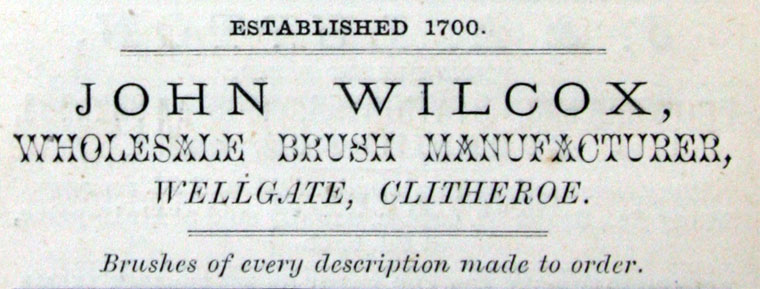 ESTABLISHED 1700.
JOHN WILCOX,
WHOLESALE BRUSH MANUFACTURER,
WELLGATE, CLITHEROE.
Brushes of every description made to order.